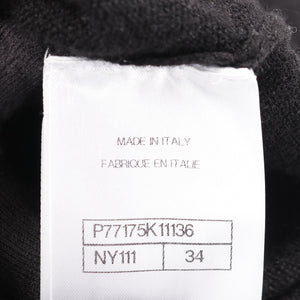 MADE IN ITALY
FABRIQUE EN ITALIE
P77175K11136
NY111 34